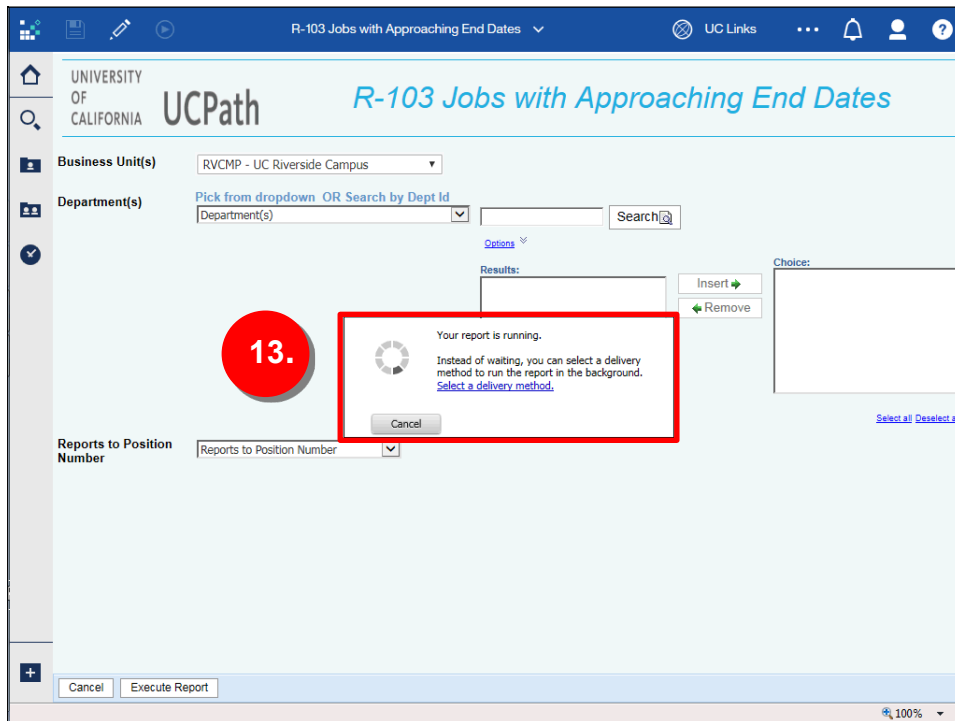 R-103 Jobs with Approaching End Dates
UC Links
?
UNIVERSITY
OF
CALIFORNIA
UCPath
R-103 Jobs with Approaching End Dates
Business Unit(s)
RVCMP - UC Riverside Campus
Department(s)
Pick from dropdown OR Search by Dept Id
Department(s)
Search
Options
Results:
Choice:
Insert
Remove
13.
Your report is running.
Instead of waiting, you can select a delivery
method to run the report in the background.
Select a delivery method.
Cancel
Select all Deselect a
Reports to Position
Number
Reports to Position Number
Cancel
Execute Report
100%